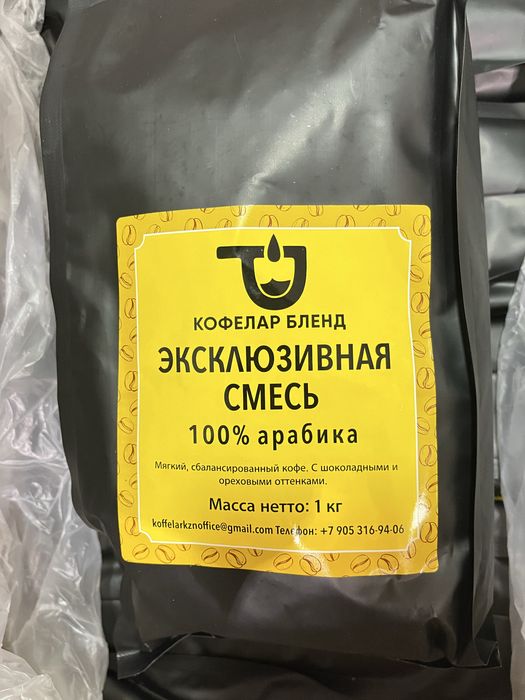 КОФЕЛАР БЛЕНД
ЭКСКЛЮЗИВНАЯ
СМЕСЬ
100% арабика
Мягкий, сбалансированный кофе. С шоколадными и
ореховыми оттенками.
Масса нетто: 1 кг
koffelarkznoffice@gmail.com Телефон: +7 905 316-94-06